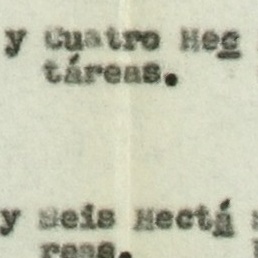 y Cuatro Hec
táreas.
y Seis Hectá
reas.